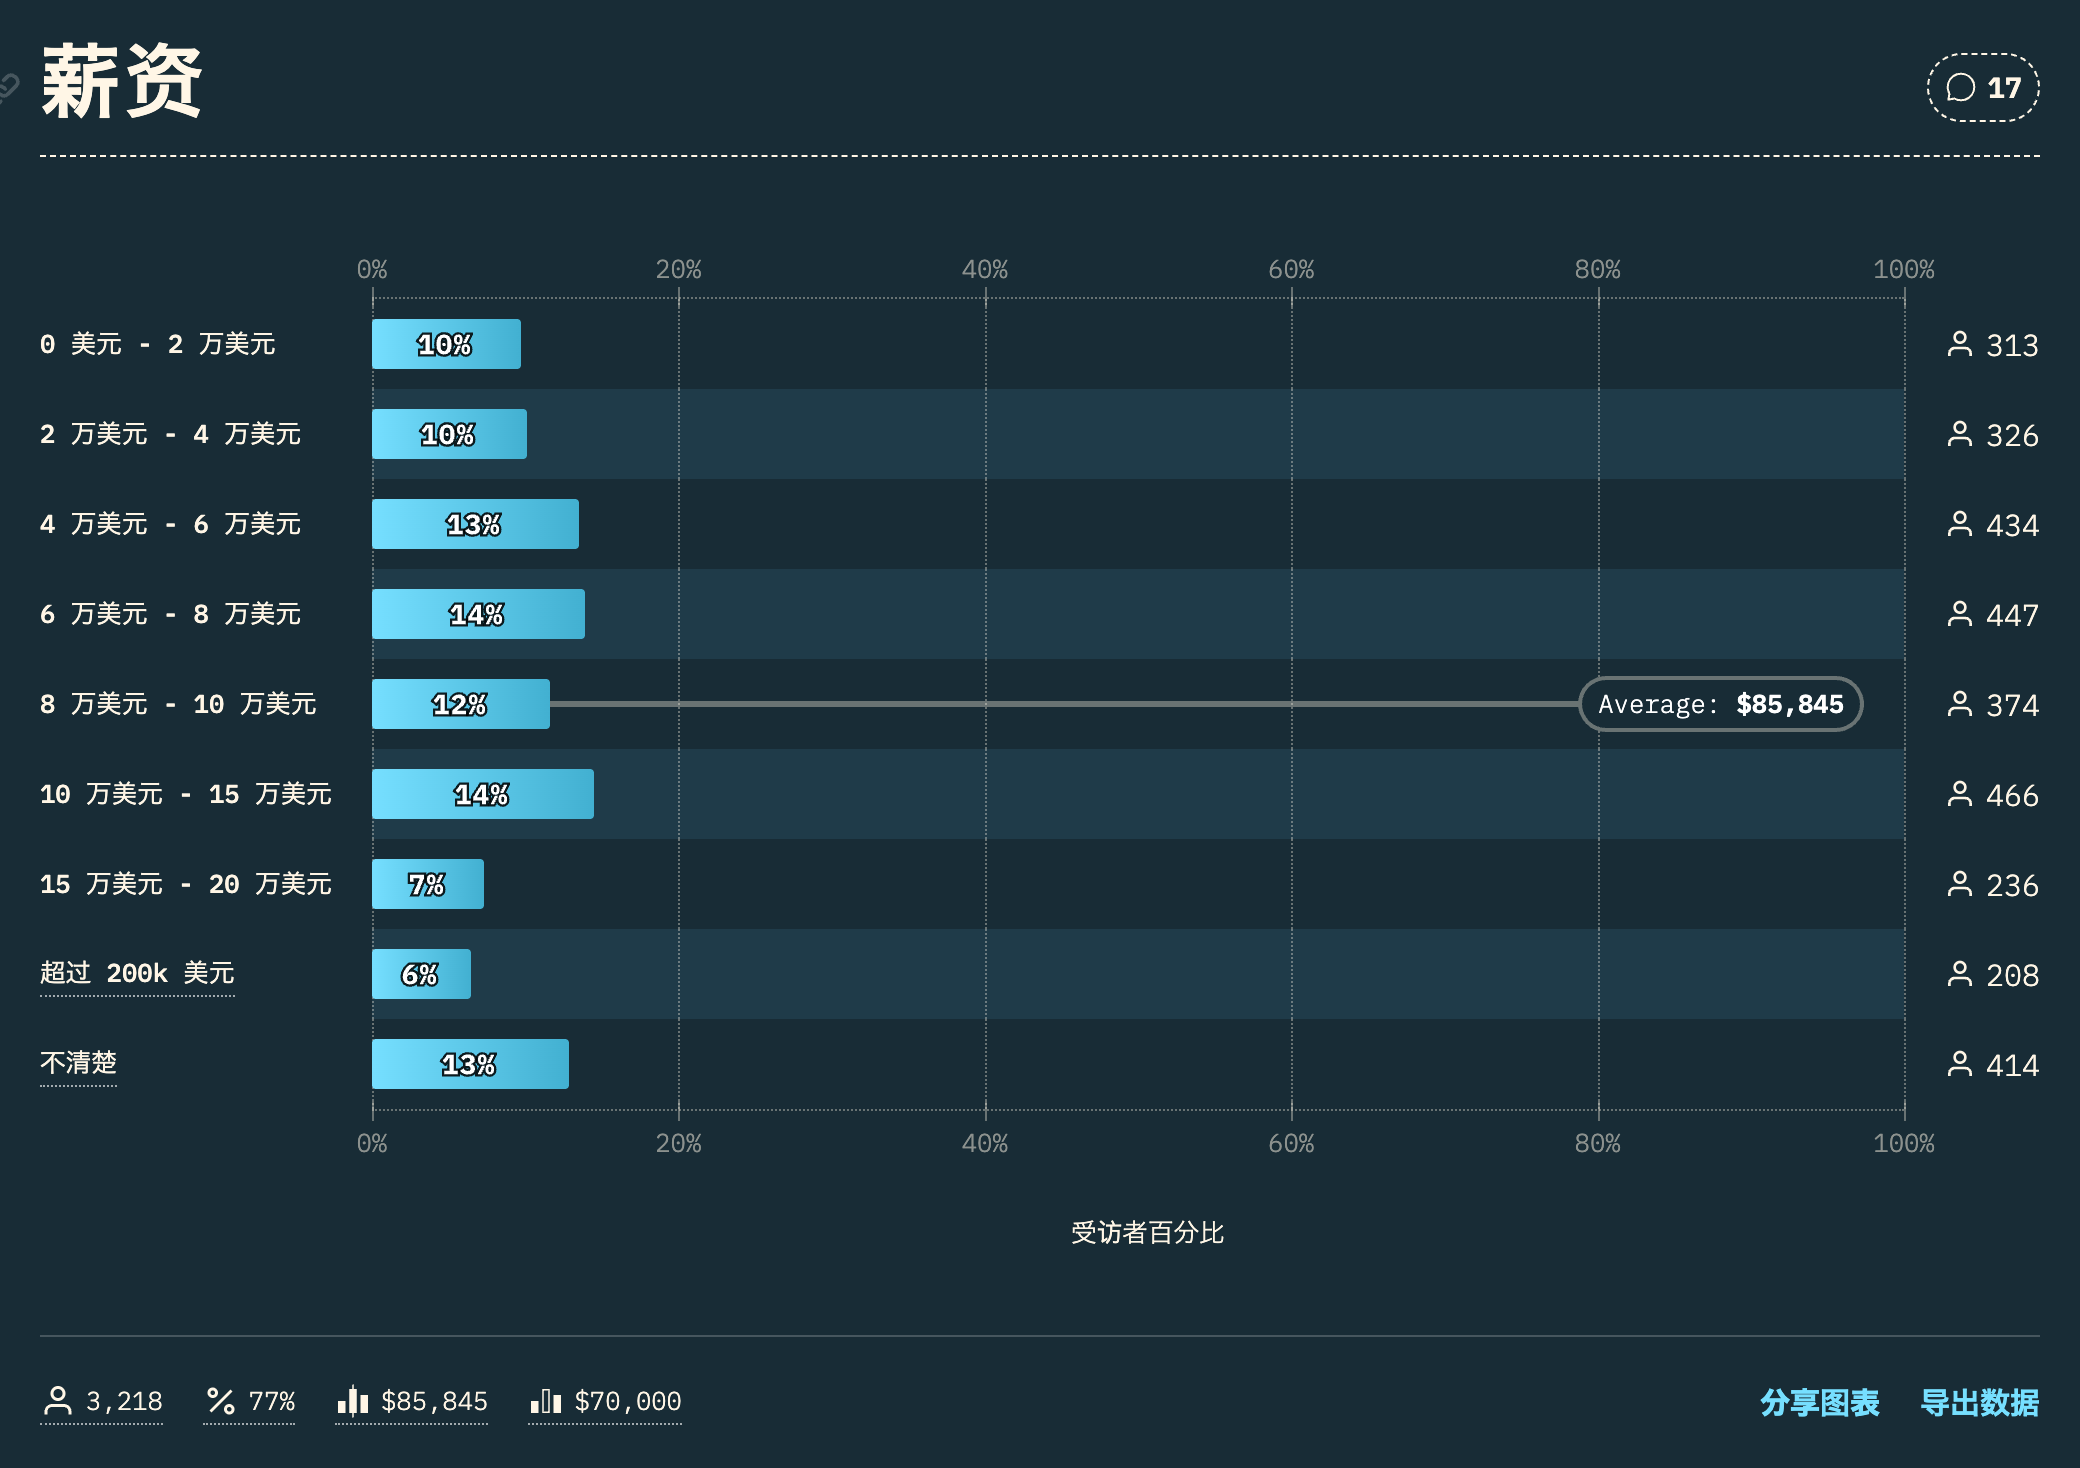 薪资
17
0% 20% 40% 60% 80% 100%
0 美元 - 2 万美元 10% 313
2 万美元 - 4 万美元 10% 326
4 万美元 - 6 万美元 13% 434
6 万美元 - 8 万美元 14% 447
8 万美元 - 10 万美元 12% Average: $85,845 374
10 万美元 - 15 万美元 14% 466
15 万美元 - 20 万美元 7% 236
超过 200k 美元 6% 208
不清楚 13% 414
0% 20% 40% 60% 80% 100%
受访者百分比
3,218 77% $85,845 $70,000 分享图表 导出数据